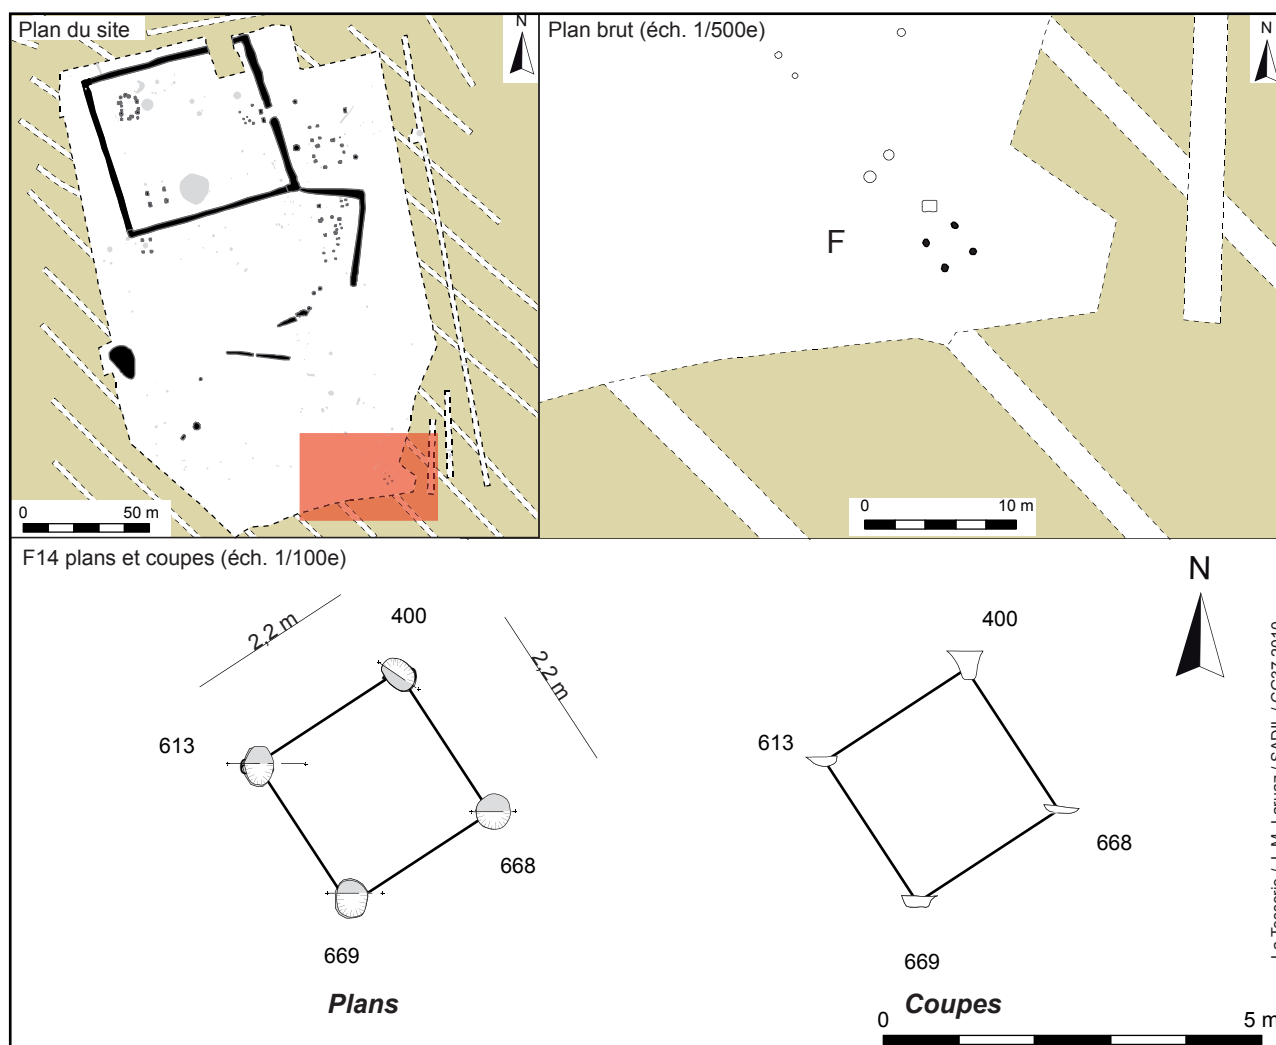 Plan du site
N
0 50 m
Plan brut (éch. 1/500e)
N
F
0 10 m
F14 plans et coupes (éch. 1/100e)
2,2 m
400
2,2 m
613
668
669
Plans
400
613
668
669
Coupes
N
0 5 m